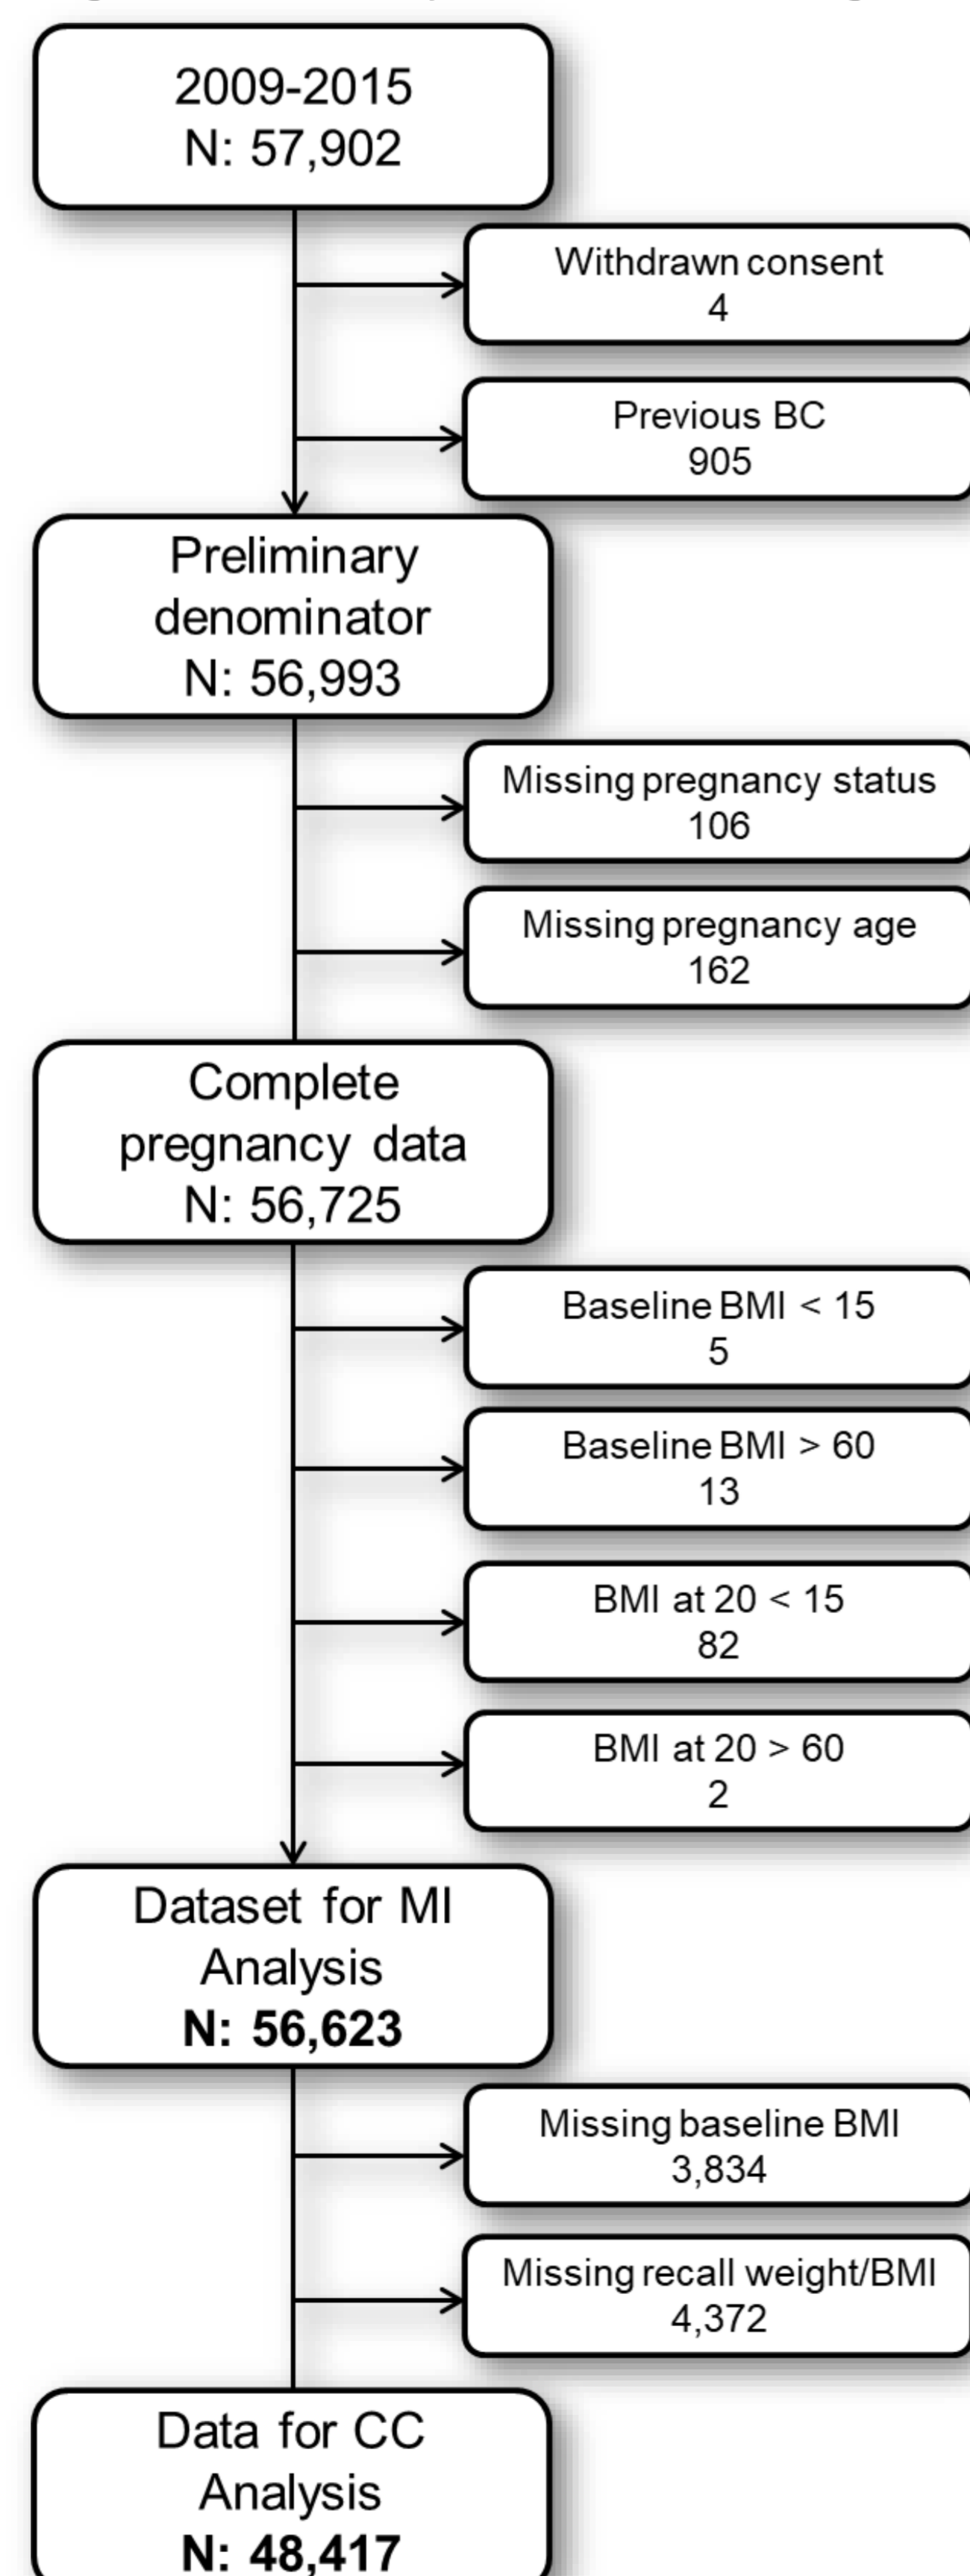 2009-2015
N: 57,902
Withdrawn consent
4
Previous BC
905
Preliminary
denominator
N: 56,993
Missing pregnancy status
106
Missing pregnancy age
162
Complete
pregnancy data
N: 56,725
Baseline BMI < 15
5
Baseline BMI > 60
13
BMI at 20 < 15
82
BMI at 20 > 60
2
Dataset for MI
Analysis
N: 56,623
Missing baseline BMI
3,834
Missing recall weight/BMI
4,372
Data for CC
Analysis
N: 48,417